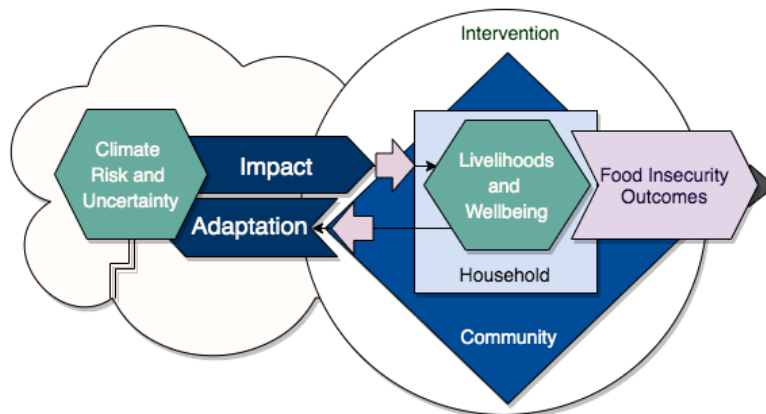 Intervention
Climate
Risk and
Uncertainty
Impact
Adaptation
Livelihoods
and
Wellbeing
Food Insecurity
Outcomes
Household
Community